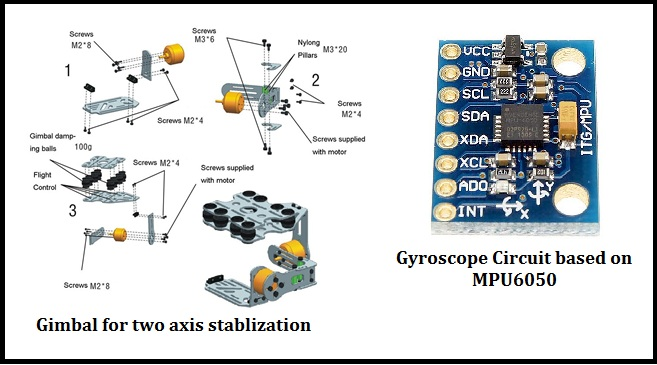 Screws
M2*8
1
Screws M2*4
Screws
M3*6
Nylong
Pillars
M3*20
2
Screws
M2*4
Screws supplied
with motor
Gimbal damp-
ing balls
100g
Flight
Control
3
Screws M2*4
Screws supplied
with motor
Screws M2*8
Gimbal for two axis stablization
VCC
GND
SCL
SDA
XDA
XCL
ADO
INT
ITG/MPU
Y
X
Gyroscope Circuit based on
MPU6050